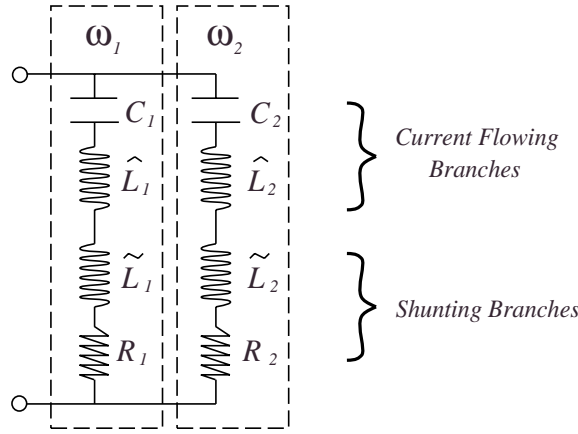 ω₁ ω₂
C₁ C₂
L̂₁ L̂₂
Current Flowing
Branches
L̃₁ L̃₂
Shunting Branches
R₁ R₂